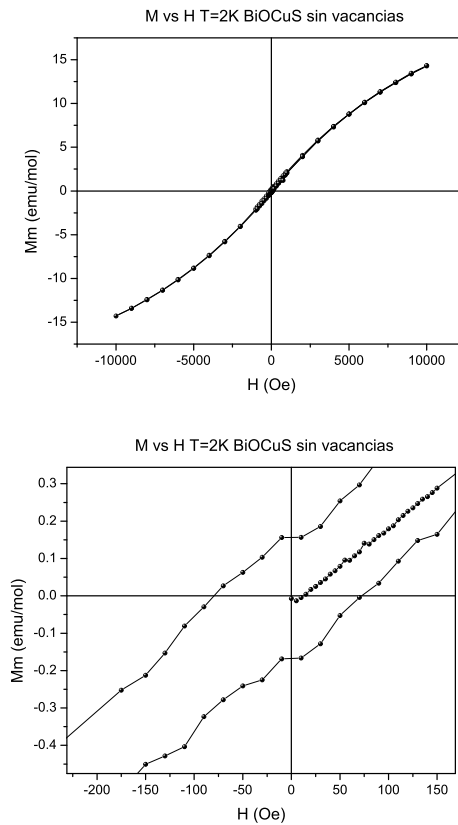 M vs H T=2K BiOCuS sin vacancias
15
10
5
0
-5
-10
-15
Mm (emu/mol)
-10000 -5000 0 5000 10000
H (Oe)
M vs H T=2K BiOCuS sin vacancias
0.3
0.2
0.1
0.0
-0.1
-0.2
-0.3
-0.4
Mm (emu/mol)
-200 -150 -100 -50 0 50 100 150
H (Oe)